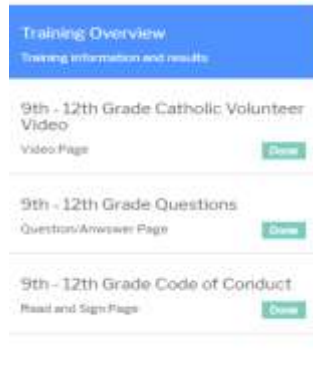 Training Overview
Training information and results
9th - 12th Grade Catholic Volunteer
Video
Video Page
Done
9th - 12th Grade Questions
Question/Anwswer Page
Done
9th - 12th Grade Code of Conduct
Read and Sign Page
Done